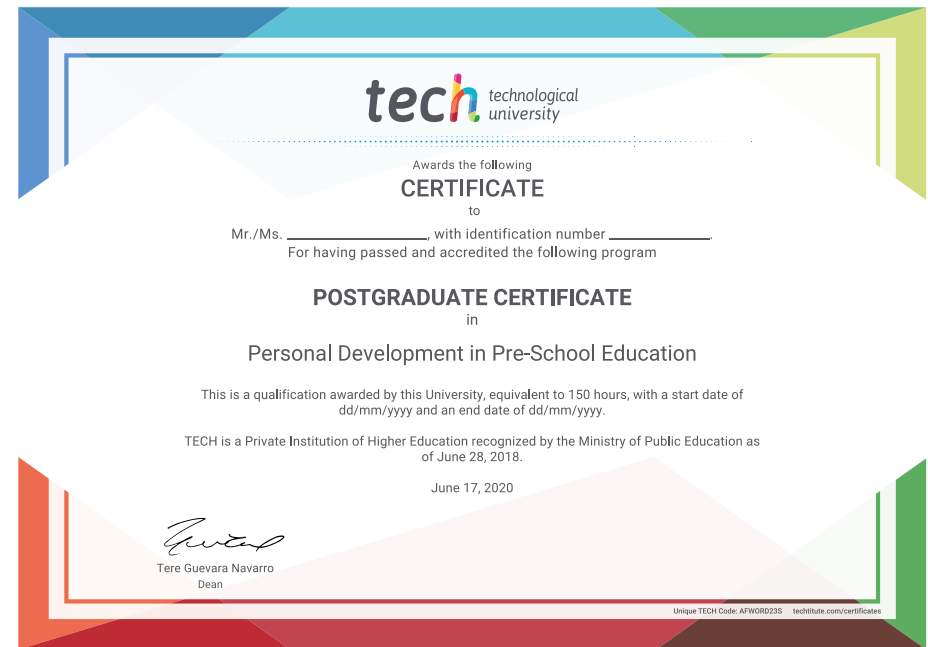 tech technological
university
Awards the following
CERTIFICATE
to
Mr./Ms. ____________________, with identification number ______________.
For having passed and accredited the following program
POSTGRADUATE CERTIFICATE
in
Personal Development in Pre-School Education
This is a qualification awarded by this University, equivalent to 150 hours, with a start date of
dd/mm/yyyy and an end date of dd/mm/yyyy.
TECH is a Private Institution of Higher Education recognized by the Ministry of Public Education as
of June 28, 2018.
June 17, 2020
Tere Guevara Navarro
Dean
Unique TECH Code: AFWORD23S techtitute.com/certificates